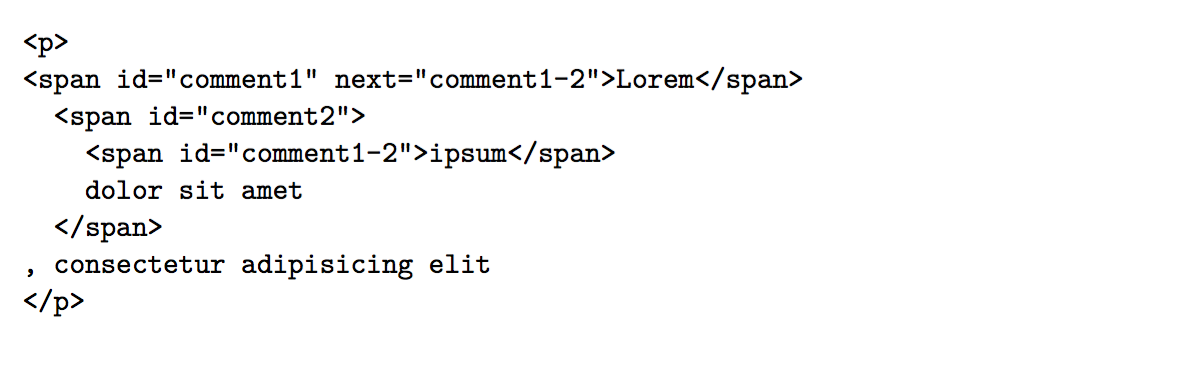 <p>
<span id="comment1" next="comment1-2">Lorem</span>
  <span id="comment2">
    <span id="comment1-2">ipsum</span>
    dolor sit amet
  </span>
, consectetur adipisicing elit
</p>